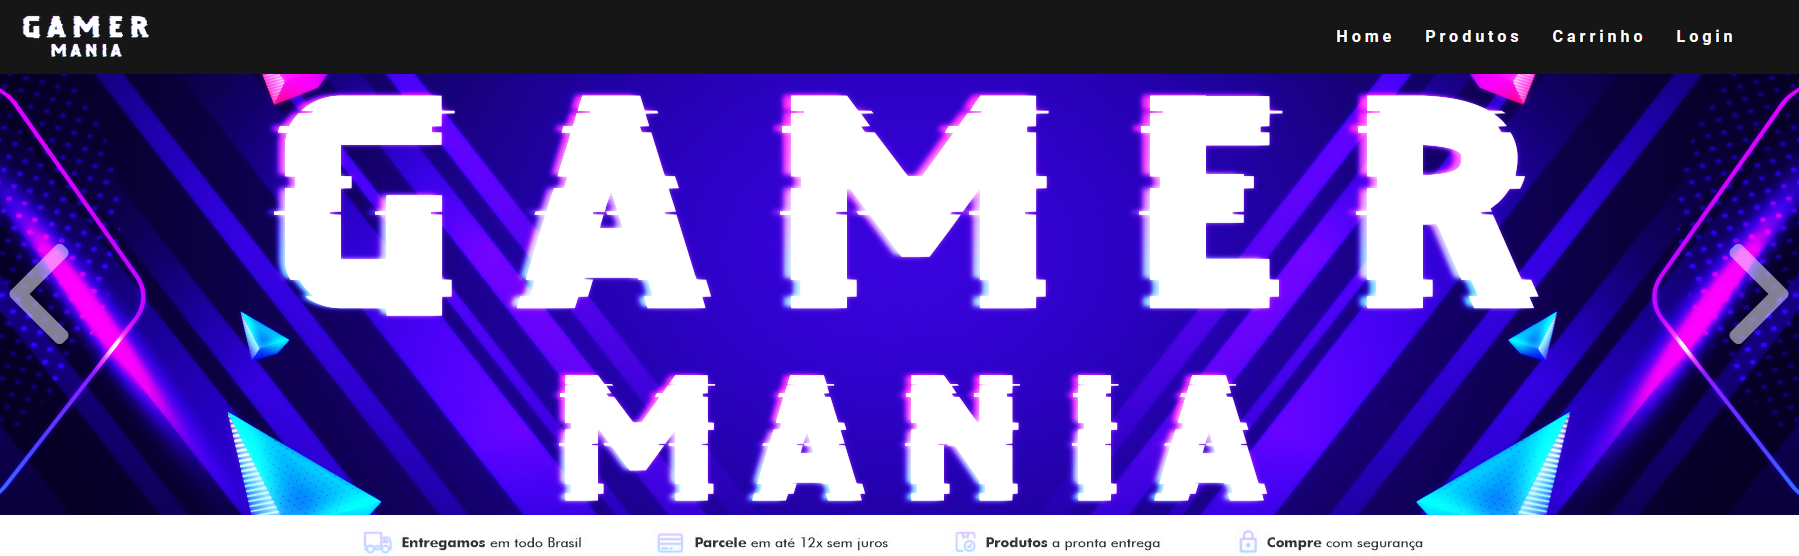 GAMER
MANIA
Home Produtos Carrinho Login
GAMER
MANIA
Entregamos em todo Brasil Parcele em até 12x sem juros Produtos a pronta entrega Compre com segurança